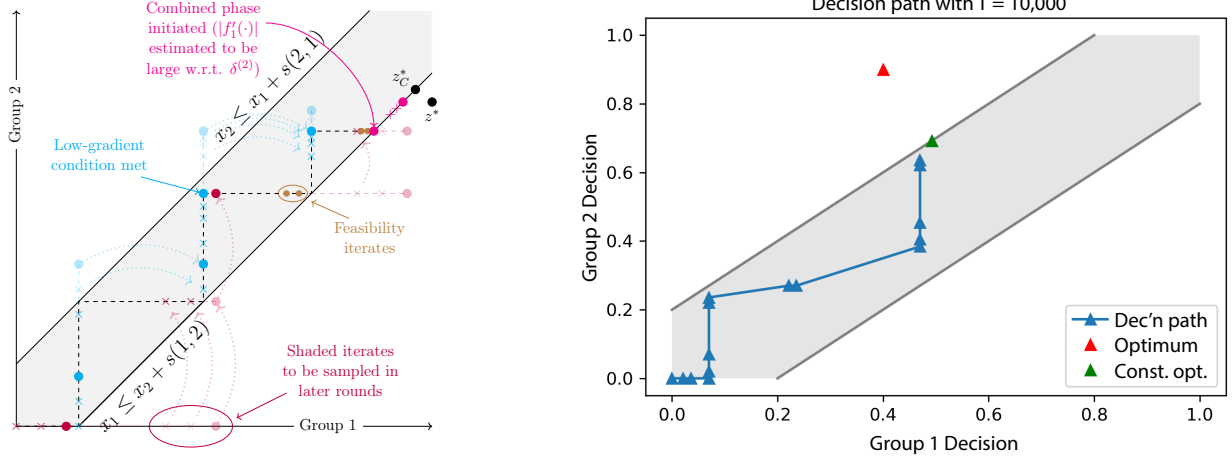 Combined phase
initiated (|f′₁(·)|
estimated to be
large w.r.t. δ⁽²⁾)
x₂ ≤ x₁ + s(2, 1)
z*_C
z*
Group 2
Low-gradient
condition met
Feasibility
iterates
x₁ ≤ x₂ + s(1, 2)
Shaded iterates
to be sampled in
later rounds
Group 1
Decision path with T = 10,000
Group 2 Decision
1.0
0.8
0.6
0.4
0.2
0.0
Dec'n path
Optimum
Const. opt.
0.0 0.2 0.4 0.6 0.8 1.0
Group 1 Decision